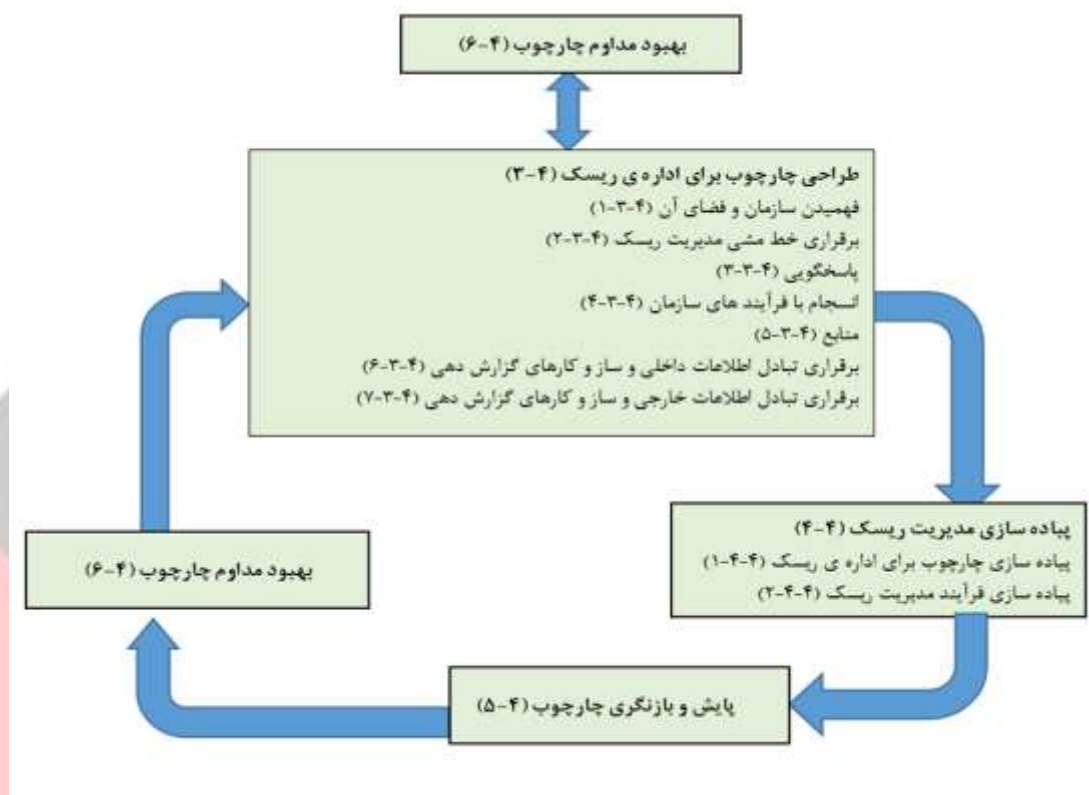 بهبود مداوم چارچوب (۴-۶)
طراحی چارچوب برای اداره ی ریسک (۴-۳)
فهمیدن سازمان و فضای آن (۴-۳-۱)
برقراری خط مشی مدیریت ریسک (۴-۳-۲)
پاسخگویی (۴-۳-۳)
انسجام با فرآیند های سازمان (۴-۳-۴)
منابع (۴-۳-۵)
برقراری تبادل اطلاعات داخلی و ساز و کارهای گزارش دهی (۴-۳-۶)
برقراری تبادل اطلاعات خارجی و ساز و کارهای گزارش دهی (۴-۳-۷)
پیاده سازی مدیریت ریسک (۴-۴)
پیاده سازی چارچوب برای اداره ی ریسک (۴-۴-۱)
پیاده سازی فرآیند مدیریت ریسک (۴-۴-۲)
پایش و بازنگری چارچوب (۴-۵)
بهبود مداوم چارچوب (۴-۶)